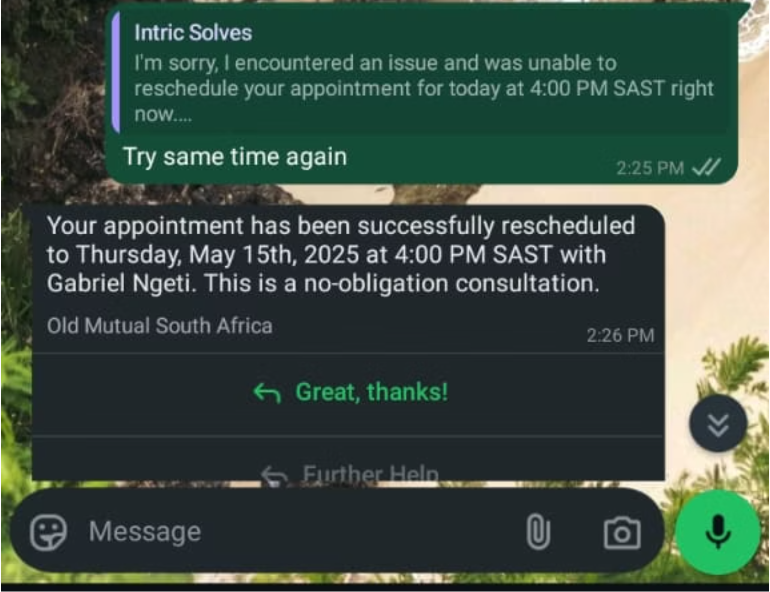 Intric Solves
I'm sorry, I encountered an issue and was unable to
reschedule your appointment for today at 4:00 PM SAST right
now....
Try same time again
2:25 PM
Your appointment has been successfully rescheduled
to Thursday, May 15th, 2025 at 4:00 PM SAST with
Gabriel Ngeti. This is a no-obligation consultation.
Old Mutual South Africa
2:26 PM
Great, thanks!
Further Help
Message